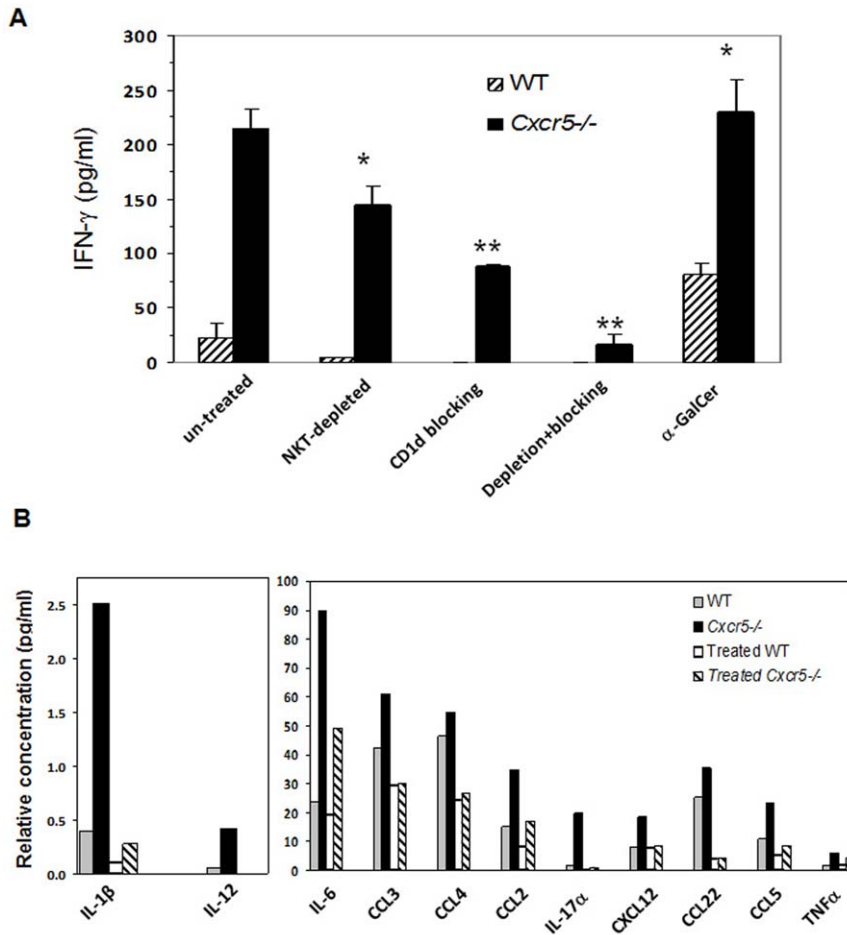 A
IFN-γ (pg/ml)
300
250
200
150
100
50
0
WT
Cxcr5-/-
*
**
**
*
un-treated
NKT-depleted
CD1d blocking
Depletion+blocking
α-GalCer
B
Relative concentration (pg/ml)
2.5
2.0
1.5
1.0
0.5
0.0
IL-1β
IL-12
100
90
80
70
60
50
40
30
20
10
0
WT
Cxcr5-/-
Treated WT
Treated Cxcr5-/-
IL-6
CCL3
CCL4
CCL2
IL-17α
CXCL12
CCL22
CCL5
TNFα